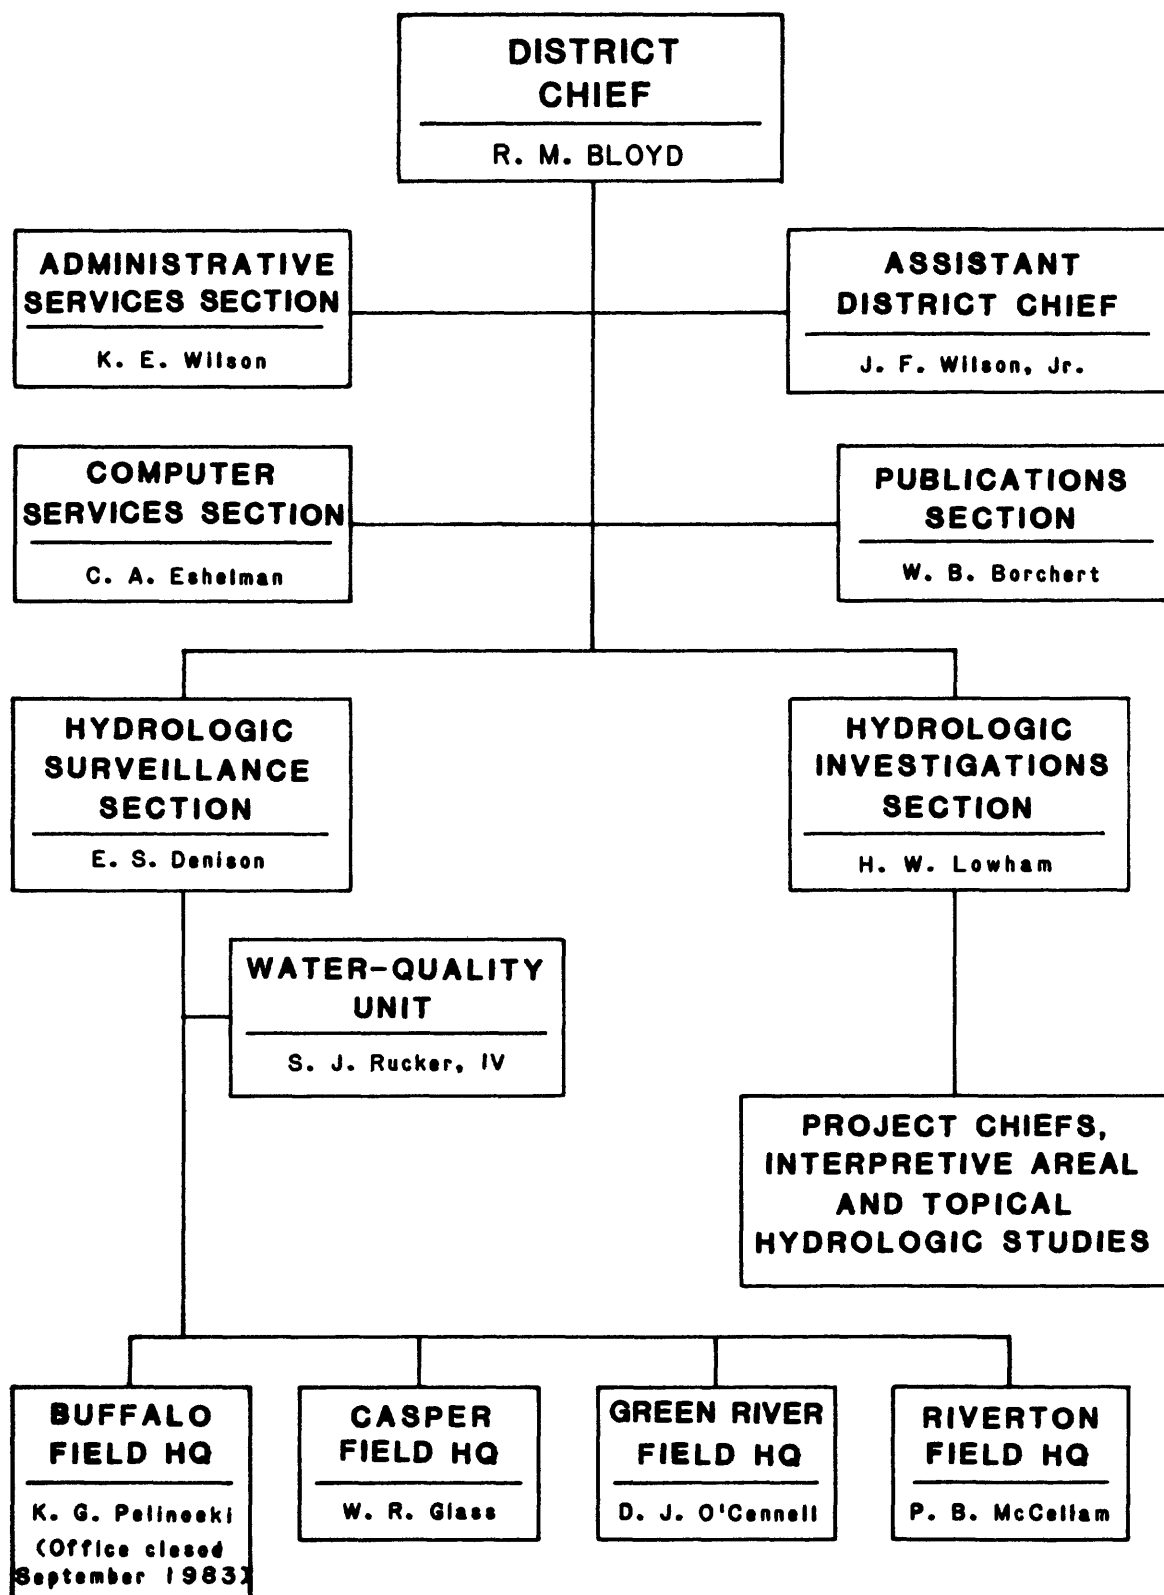 DISTRICT
CHIEF
R. M. BLOYD
ADMINISTRATIVE
SERVICES SECTION
K. E. Wilson
ASSISTANT
DISTRICT CHIEF
J. F. Wilson, Jr.
COMPUTER
SERVICES SECTION
C. A. Eshelman
PUBLICATIONS
SECTION
W. B. Borchert
HYDROLOGIC
SURVEILLANCE
SECTION
E. S. Denison
HYDROLOGIC
INVESTIGATIONS
SECTION
H. W. Lowham
WATER-QUALITY
UNIT
S. J. Rucker, IV
PROJECT CHIEFS,
INTERPRETIVE AREAL
AND TOPICAL
HYDROLOGIC STUDIES
BUFFALO
FIELD HQ
K. G. Polinoski
(Office closed
September 1983)
CASPER
FIELD HQ
W. R. Glass
GREEN RIVER
FIELD HQ
D. J. O'Connell
RIVERTON
FIELD HQ
P. B. McCollam